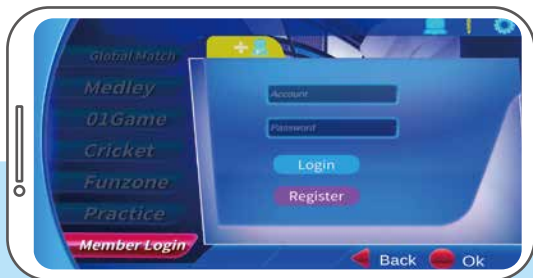 Global Match
Medley
01Game
Cricket
Funzone
Practice
Member Login
Account
Password
Login
Register
Back
Ok